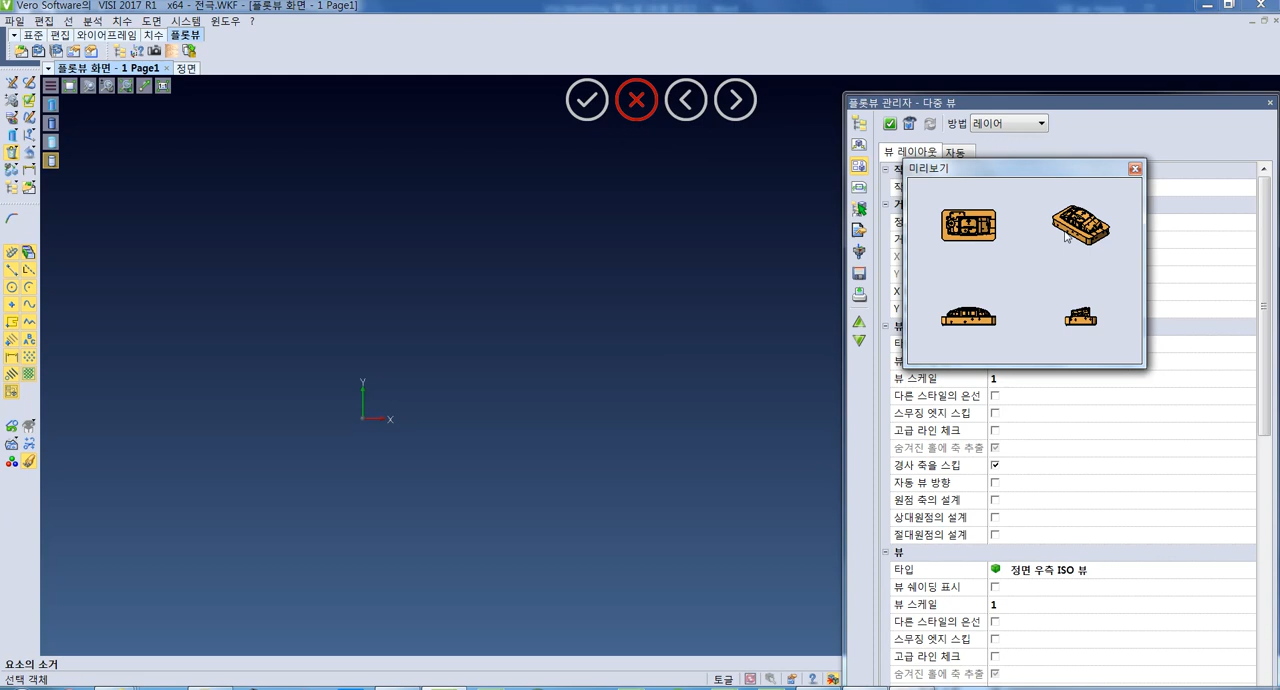 Vero Software의 VISI 2017 R1 x64 - 전극.WKF - [플롯뷰 화면 - 1 Page1]
파일 편집 선 분석 치수 도면 시스템 윈도우 ?
표준 편집 와이어프레임 치수 플롯뷰
플롯뷰 화면 - 1 Page1 × 정면
플롯뷰 관리자 - 다중 뷰
방법 레이어
뷰 레이아웃 자동
미리보기
Y
X
뷰 스케일 1
다른 스타일의 은선
스무징 엣지 스킵
고급 라인 체크
숨겨진 홀에 축 추출
경사 축을 스킵
자동 뷰 방향
원점 축의 설계
상대원점의 설계
절대원점의 설계
뷰
타입 정면 우측 ISO 뷰
뷰 쉐이딩 표시
뷰 스케일 1
다른 스타일의 은선
스무징 엣지 스킵
고급 라인 체크
숨겨진 홀에 축 추출
요소의 소거
선택 객체
토글